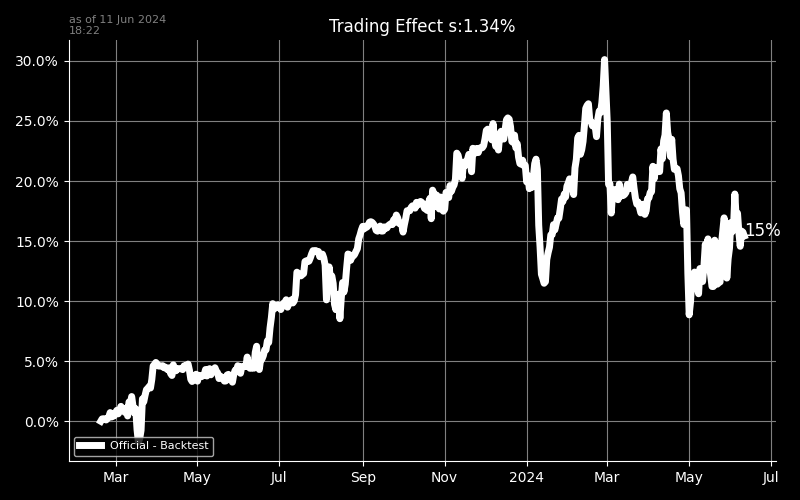 as of 11 Jun 2024
18:22
Trading Effect s:1.34%
30.0%
25.0%
20.0%
15.0%
10.0%
5.0%
0.0%
15%
Official - Backtest
Mar May Jul Sep Nov 2024 Mar May Jul